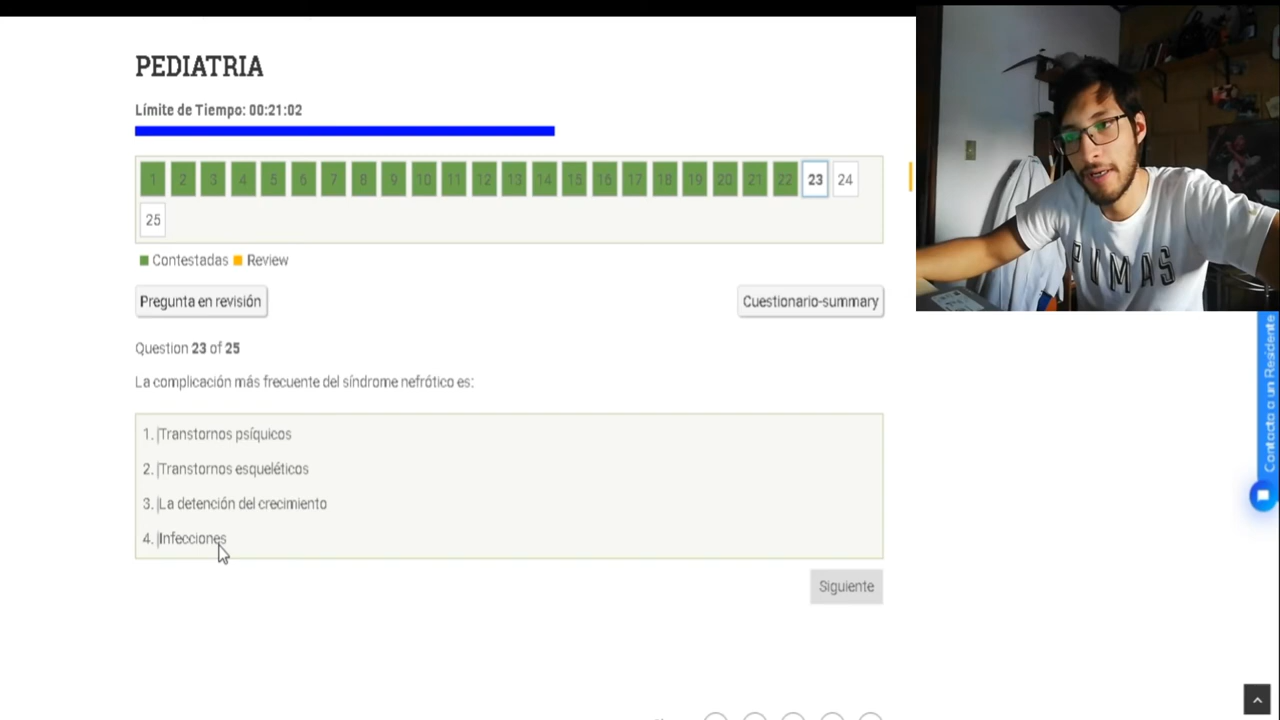 PEDIATRIA
Límite de Tiempo: 00:21:02
1 2 3 4 5 6 7 8 9 10 11 12 13 14 15 16 17 18 19 20 21 22 23 24
25
Contestadas Review
Pregunta en revisión Cuestionario-summary
Question 23 of 25
La complicación más frecuente del síndrome nefrótico es:
1. Transtornos psíquicos
2. Transtornos esqueléticos
3. La detención del crecimiento
4. Infecciones
Siguiente
PUMAS
Contacta a un Residente